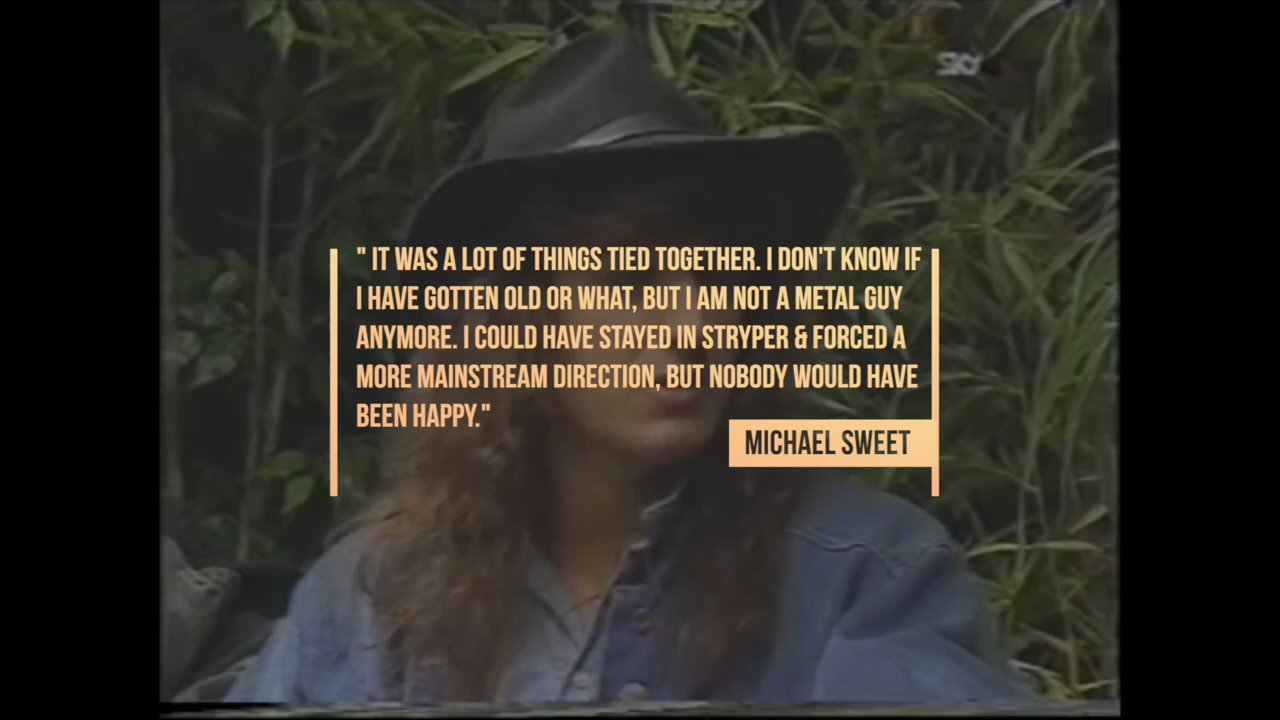 SKY
" IT WAS A LOT OF THINGS TIED TOGETHER. I DON'T KNOW IF
I HAVE GOTTEN OLD OR WHAT, BUT I AM NOT A METAL GUY
ANYMORE. I COULD HAVE STAYED IN STRYPER & FORCED A
MORE MAINSTREAM DIRECTION, BUT NOBODY WOULD HAVE
BEEN HAPPY."
MICHAEL SWEET